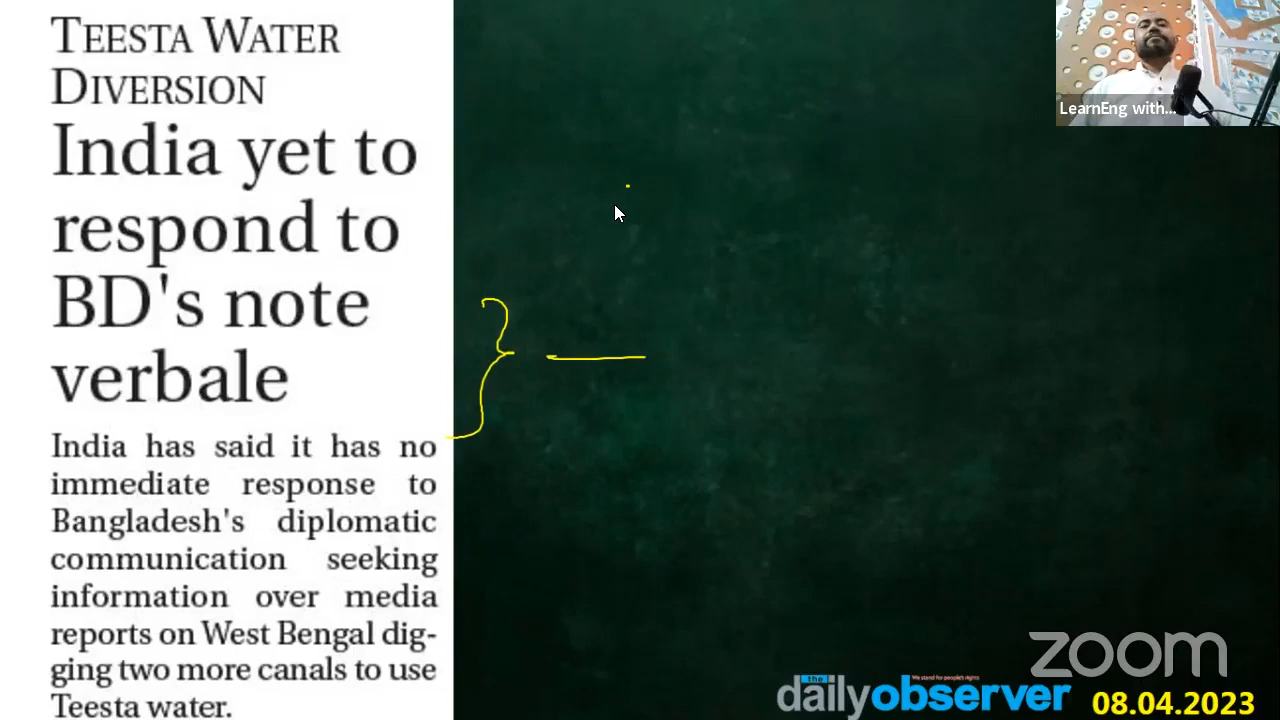 TEESTA WATER
DIVERSION
India yet to
respond to
BD's note
verbale
India has said it has no
immediate response to
Bangladesh's diplomatic
communication seeking
information over media
reports on West Bengal dig-
ging two more canals to use
Teesta water.
LearnEng with...
zoom
the
We stand for people's rights
dailyobserver
08.04.2023